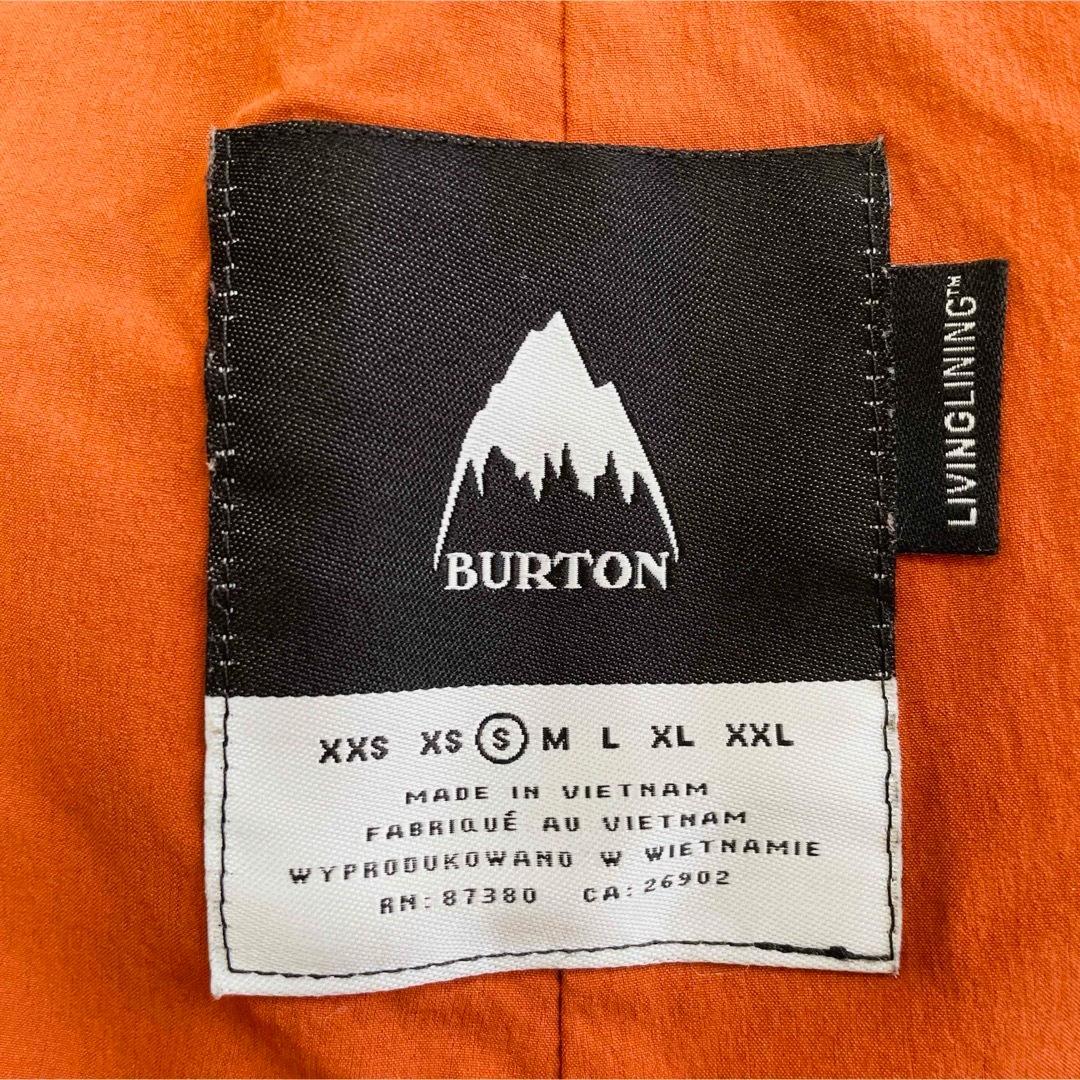 BURTON
LIVINGLINING™
XXS XS S M L XL XXL
MADE IN VIETNAM
FABRIQUÉ AU VIETNAM
WYPRODUKOWANO W WIETNAMIE
RN: 87380 CA: 26902